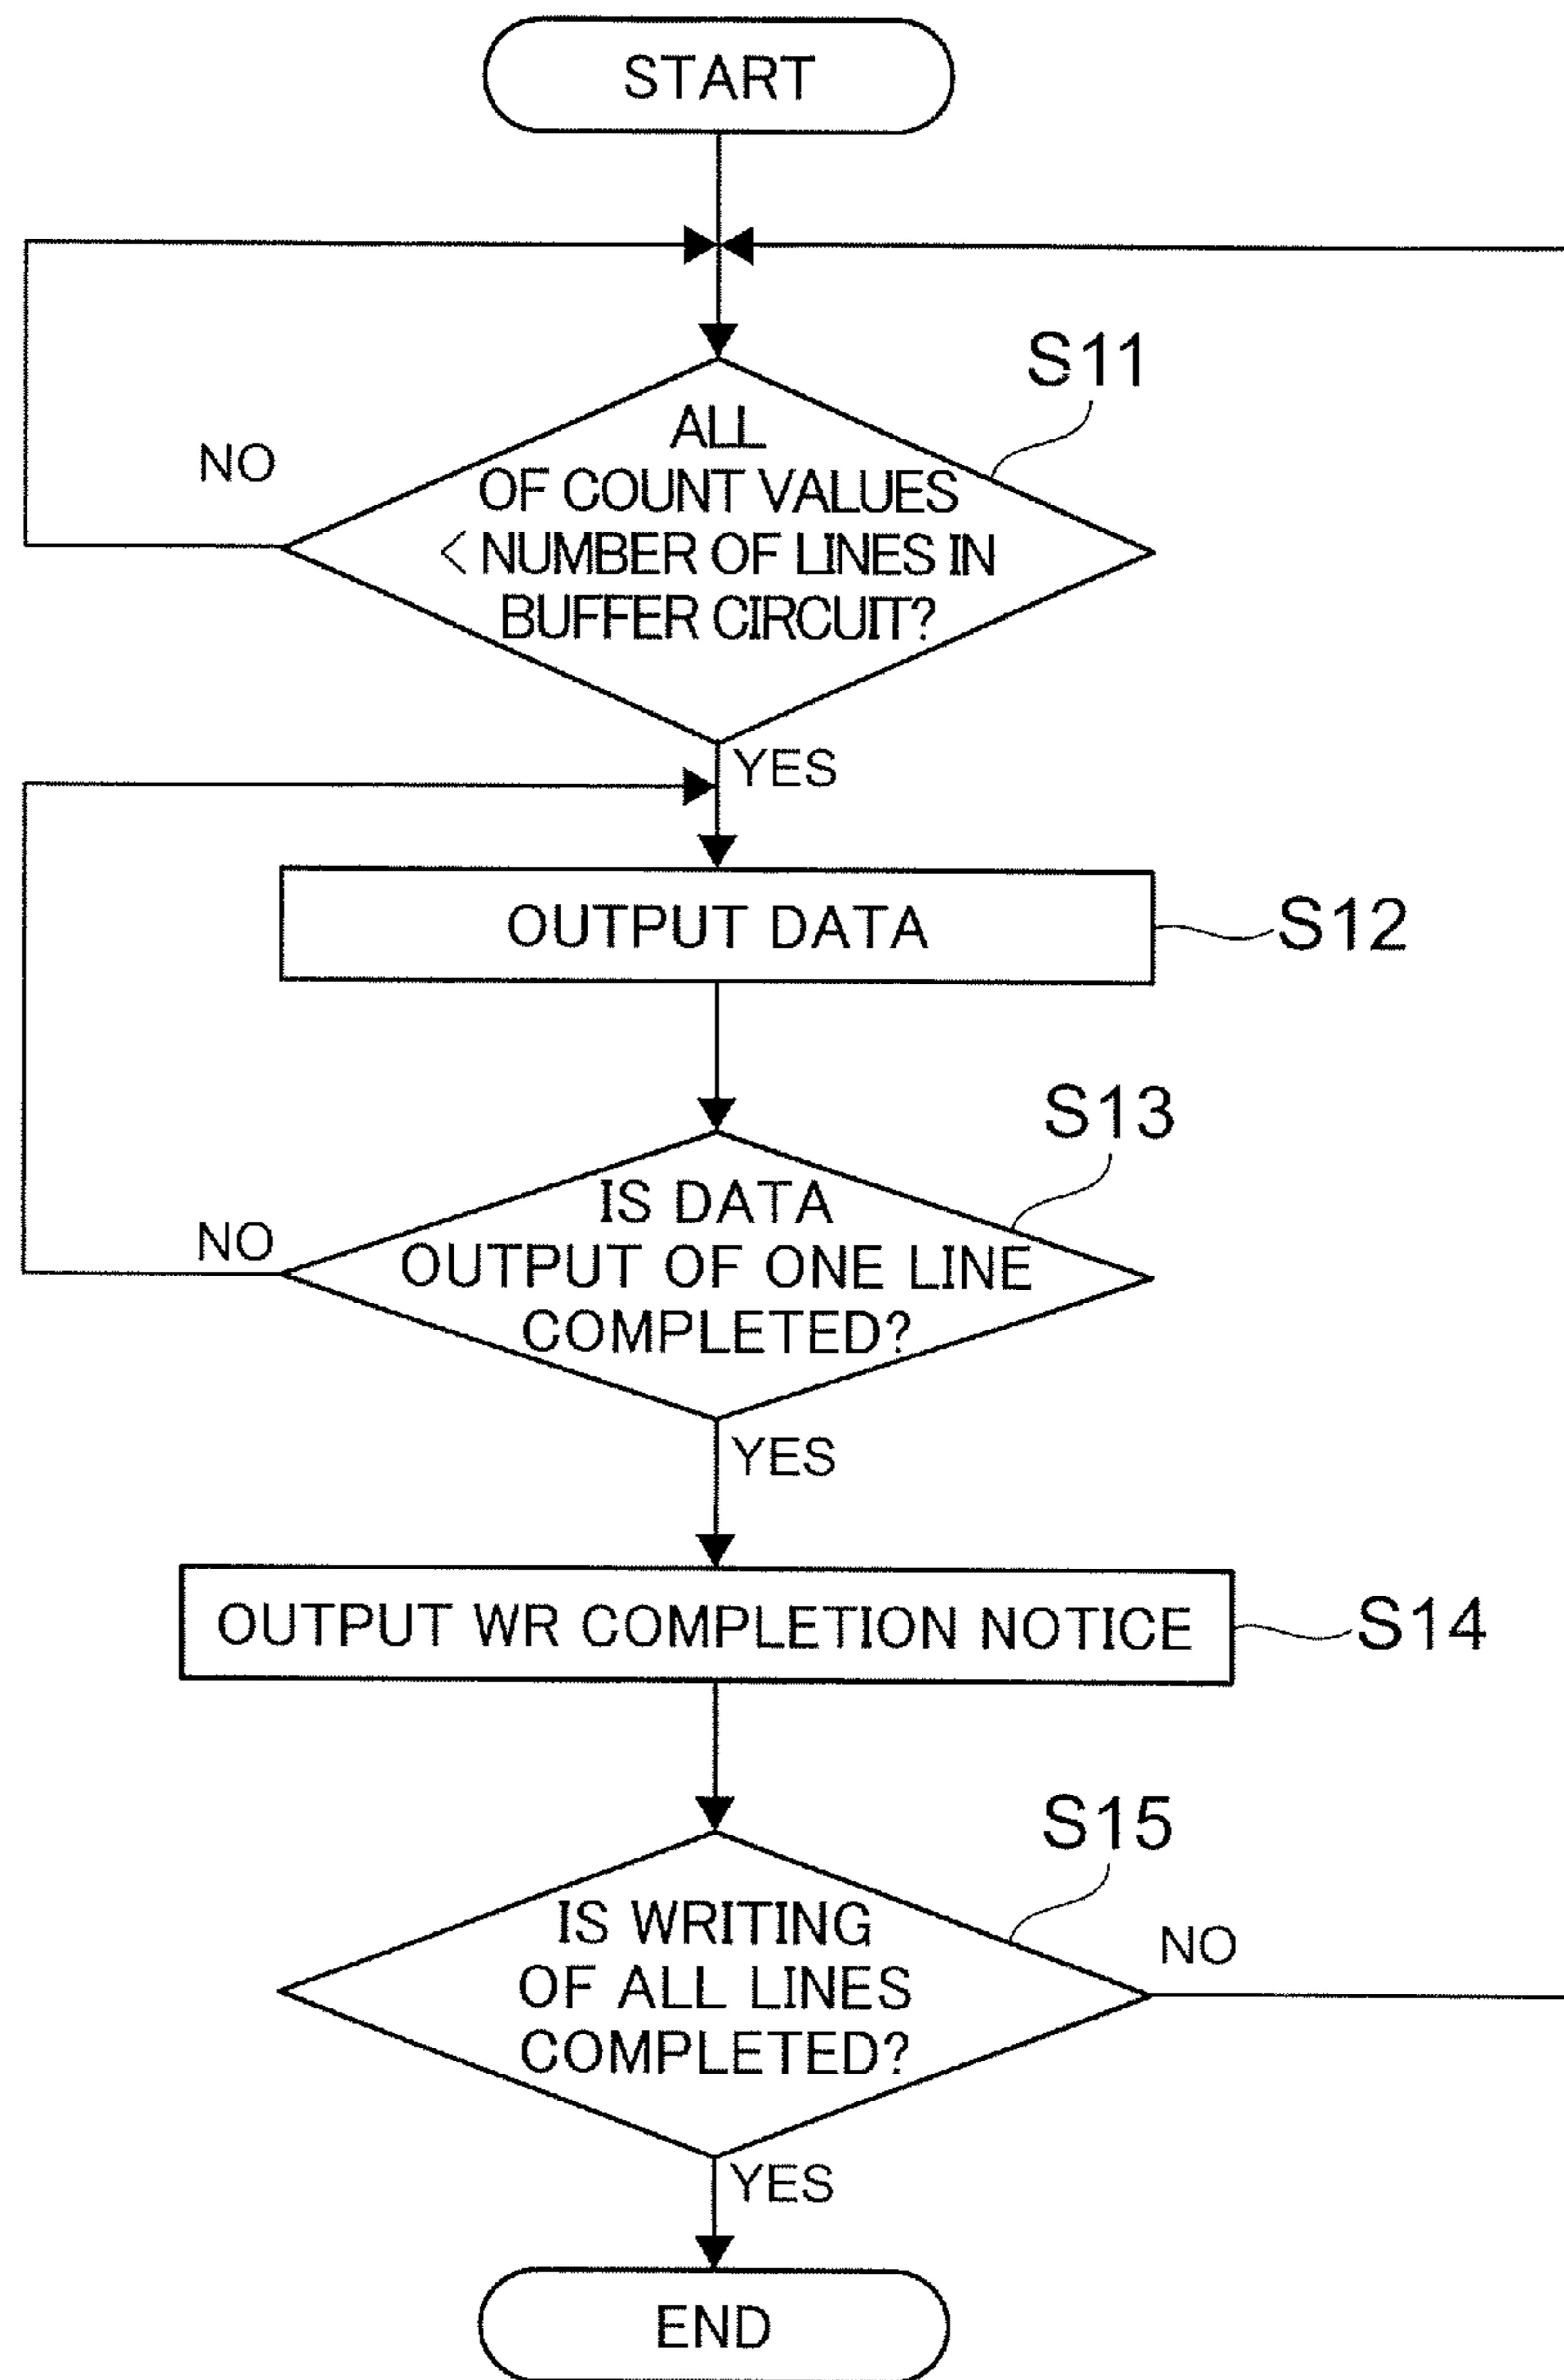 START
S11
ALL
OF COUNT VALUES
< NUMBER OF LINES IN
BUFFER CIRCUIT?
NO
YES
OUTPUT DATA
S12
S13
IS DATA
OUTPUT OF ONE LINE
COMPLETED?
NO
YES
OUTPUT WR COMPLETION NOTICE
S14
S15
IS WRITING
OF ALL LINES
COMPLETED?
NO
YES
END